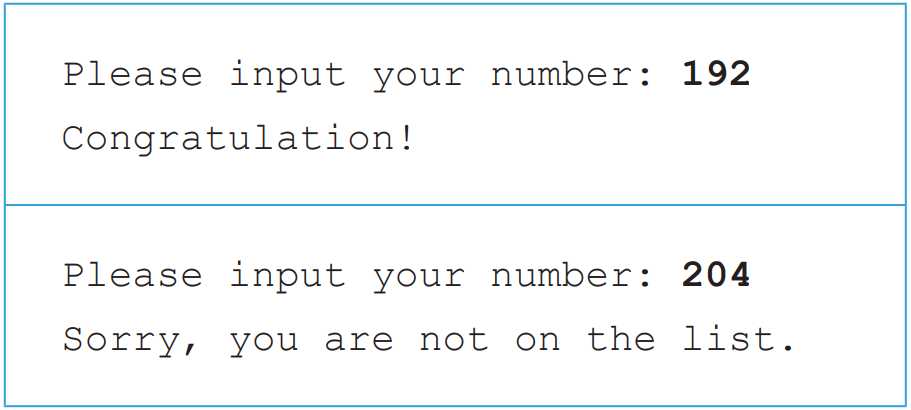 Please input your number: 192
Congratulation!
Please input your number: 204
Sorry, you are not on the list.